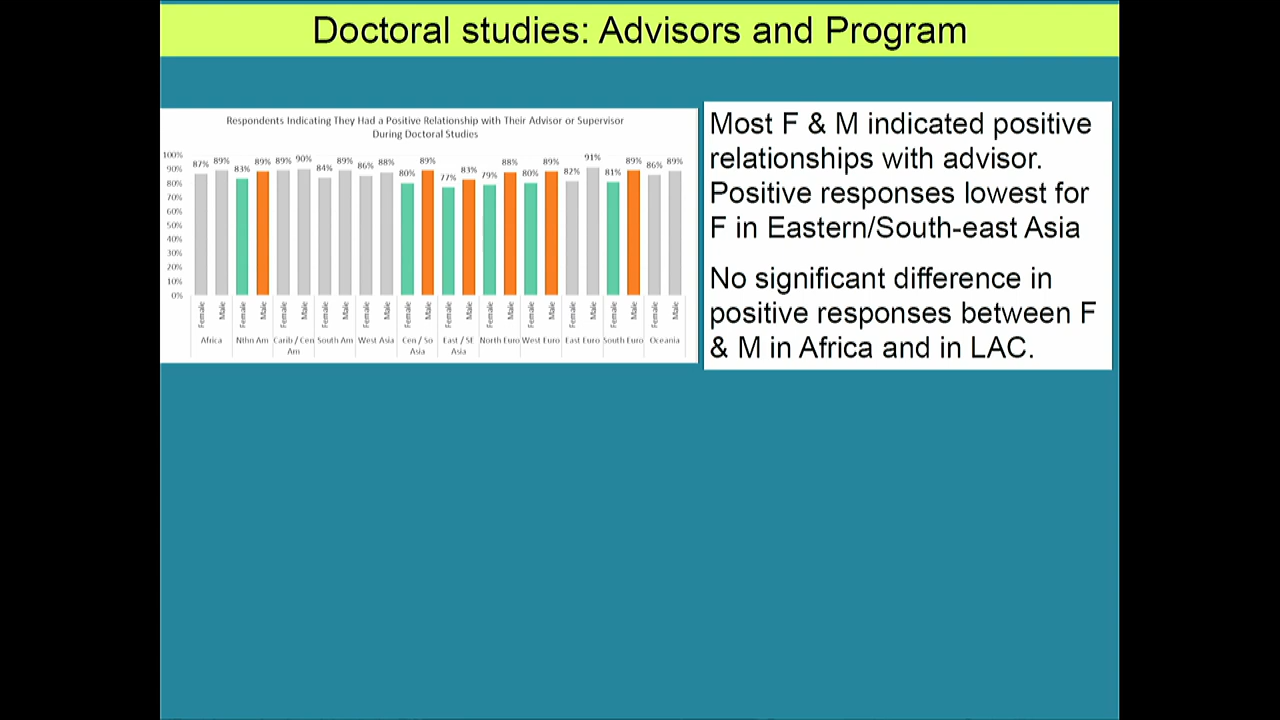 Doctoral studies: Advisors and Program
Respondents Indicating They Had a Positive Relationship with Their Advisor or Supervisor
During Doctoral Studies
100%
90%
80%
70%
60%
50%
40%
30%
20%
10%
0%
87% 89% 83% 89% 89% 90% 84% 89% 86% 88% 80% 89% 77% 83% 79% 88% 80% 89% 82% 91% 81% 89% 86% 89%
Female Male Female Male Female Male Female Male Female Male Female Male Female Male Female Male Female Male Female Male Female Male Female Male
Africa Nthn Am Carib / Cen South Am West Asia Cen / So East / SE North Euro West Euro East Euro South Euro Oceania
Am Asia Asia
Most F & M indicated positive
relationships with advisor.
Positive responses lowest for
F in Eastern/South-east Asia
No significant difference in
positive responses between F
& M in Africa and in LAC.